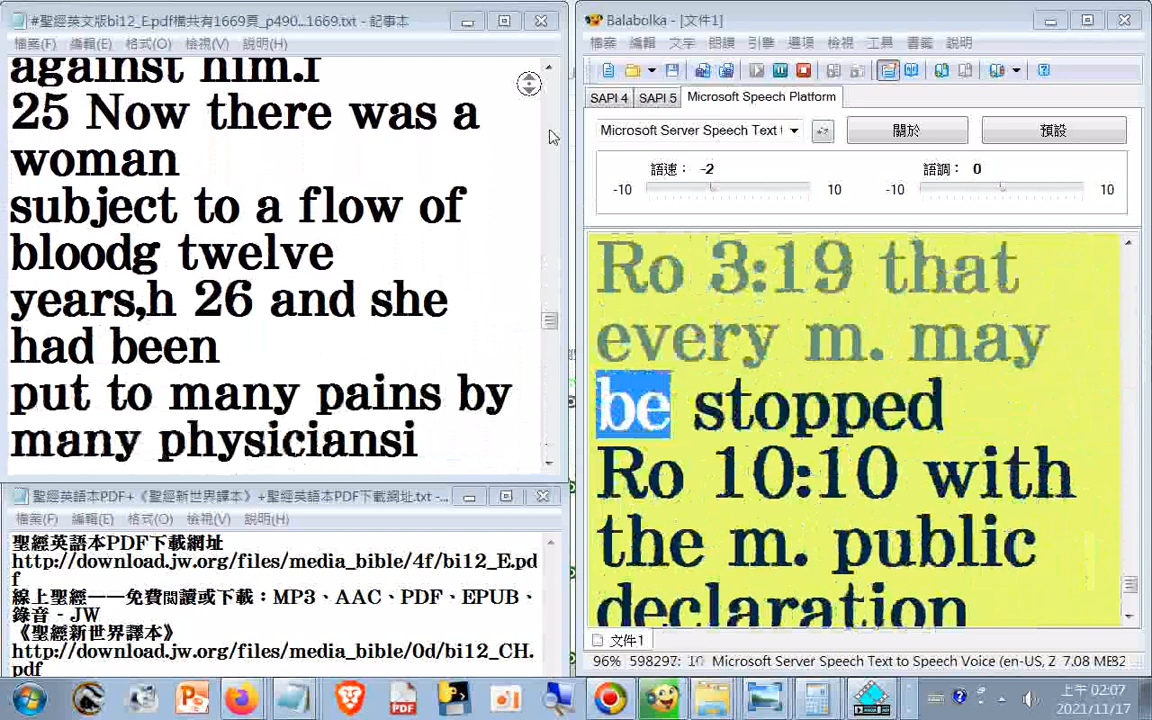 #聖經英文版bi12_E.pdf檔共有1669頁_p490...1669.txt - 記事本
檔案(F) 編輯(E) 格式(O) 檢視(V) 說明(H)
against him.f
25 Now there was a
woman
subject to a flow of
bloodg twelve
years,h 26 and she
had been
put to many pains by
many physiciansi
聖經英語本PDF+《聖經新世界譯本》+聖經英語本PDF下載網址.txt - ...
檔案(F) 編輯(E) 格式(O) 檢視(V) 說明(H)
聖經英語本PDF下載網址
http://download.jw.org/files/media_bible/4f/bi12_E.pd
f
線上聖經——免費閱讀或下載：MP3、AAC、PDF、EPUB、
錄音 - JW
《聖經新世界譯本》
http://download.jw.org/files/media_bible/0d/bi12_CH.
pdf
Balabolka - [文件1]
檔案 編輯 文字 朗讀 引擎 選項 檢視 工具 書籤 說明
SAPI 4 SAPI 5 Microsoft Speech Platform
Microsoft Server Speech Text 關於 預設
語速： -2 語調： 0
-10 10 -10 10
Ro 3:19 that
every m. may
be stopped
Ro 10:10 with
the m. public
declaration
文件1
96% 598297: 10 Microsoft Server Speech Text to Speech Voice (en-US, Z 7.08 ME
上午 02:07
2021/11/17